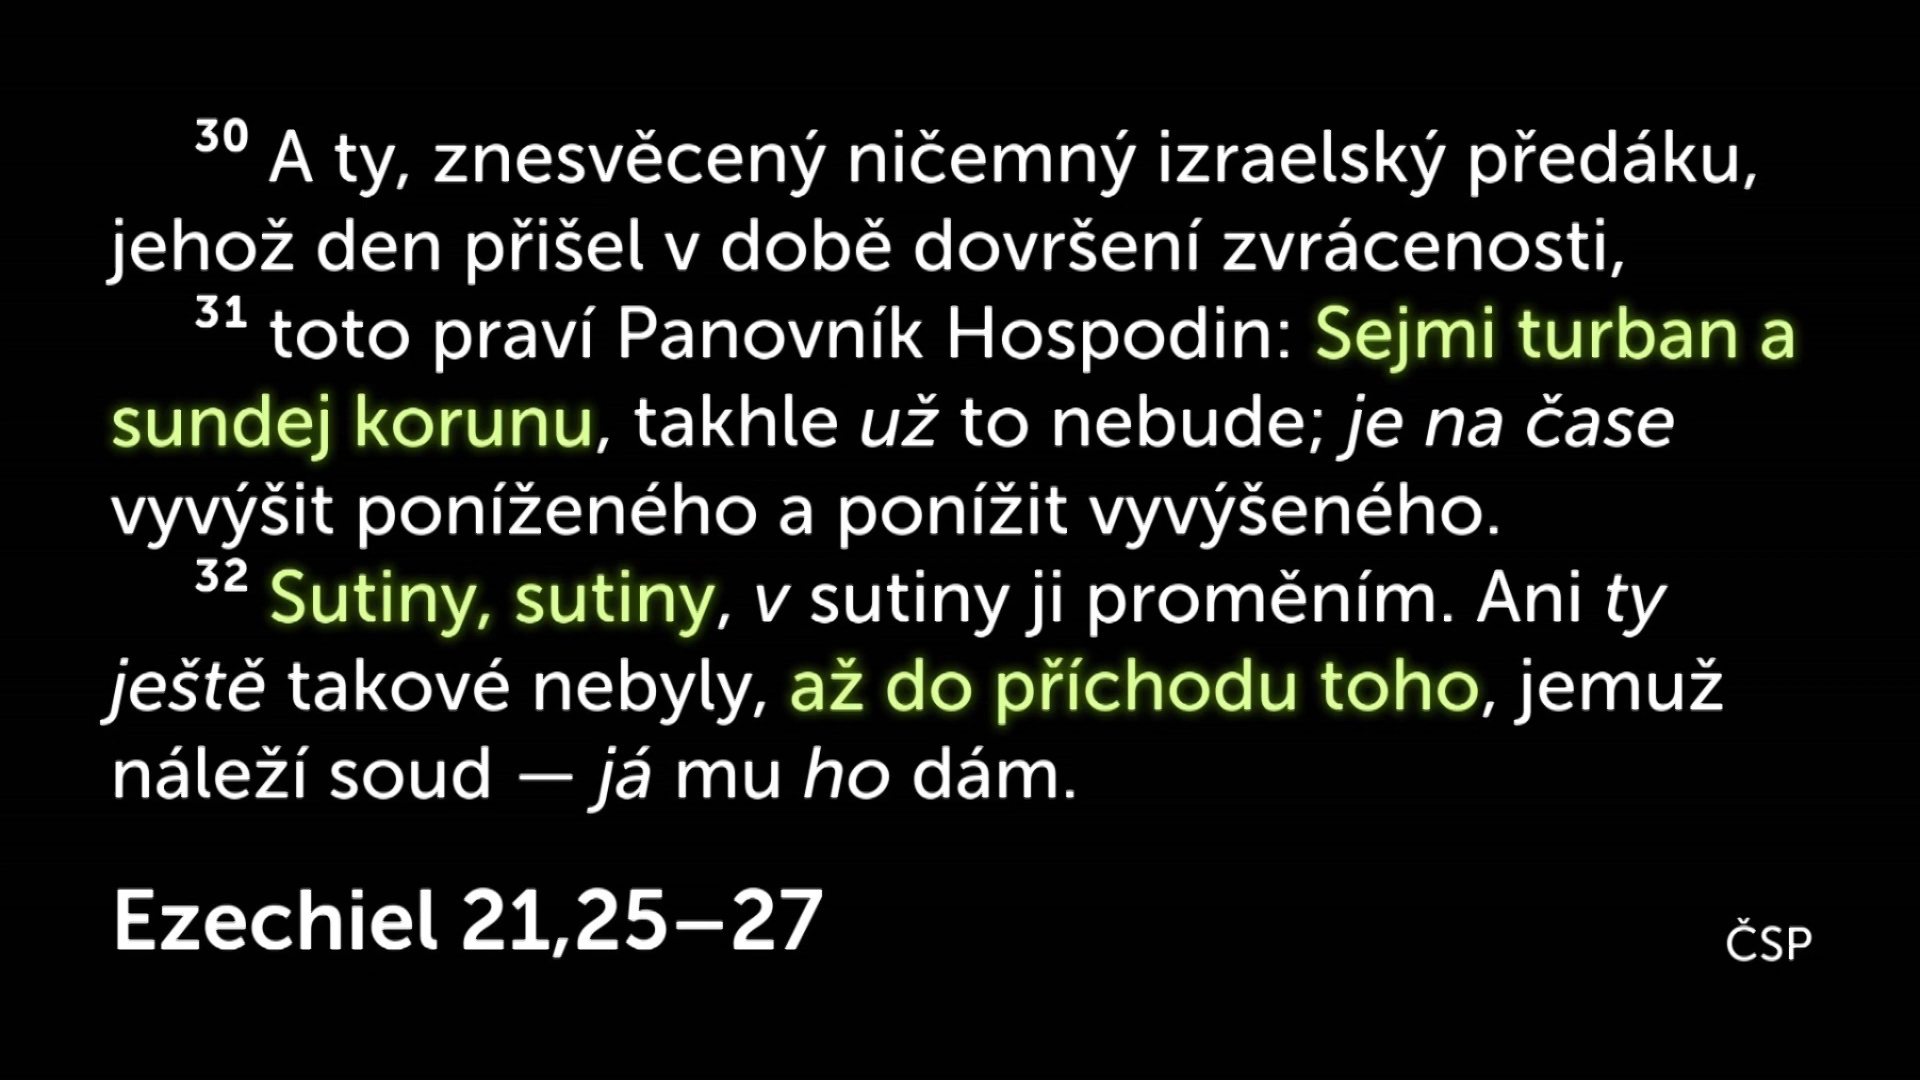 30 A ty, znesvěcený ničemný izraelský předáku,
jehož den přišel v době dovršení zvrácenosti,
31 toto praví Panovník Hospodin: Sejmi turban a
sundej korunu, takhle už to nebude; je na čase
vyvýšit poníženého a ponížit vyvýšeného.
32 Sutiny, sutiny, v sutiny ji proměním. Ani ty
ještě takové nebyly, až do příchodu toho, jemuž
náleží soud — já mu ho dám.
Ezechiel 21,25–27
ČSP